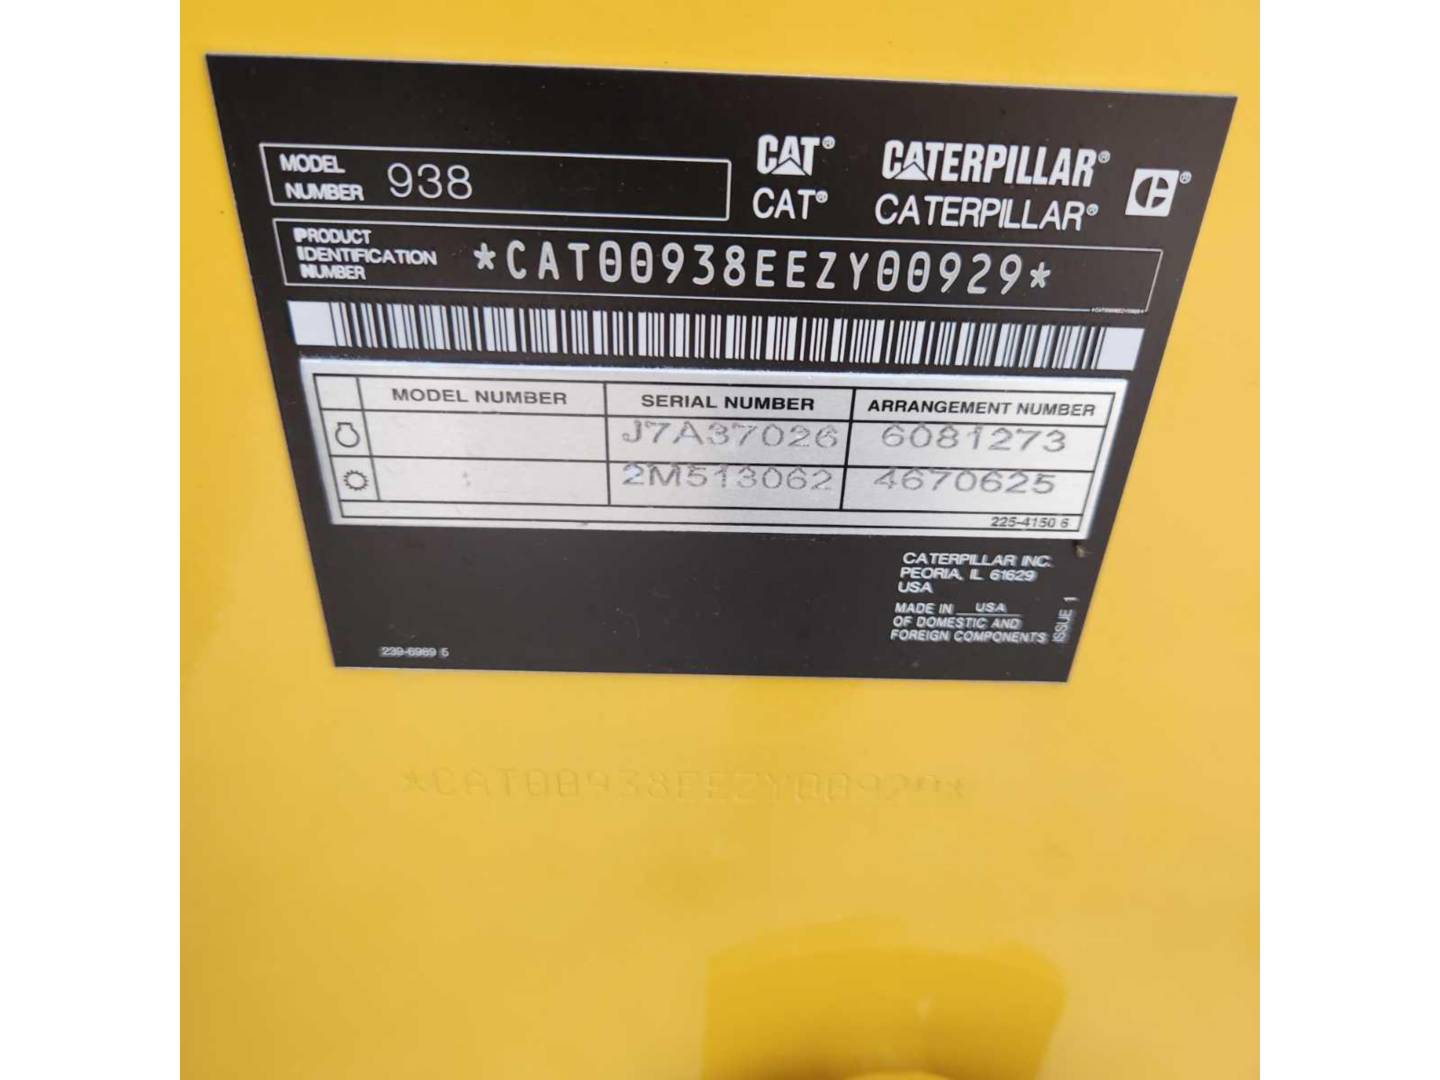 MODEL NUMBER 938
CAT® CATERPILLAR®
CAT® CATERPILLAR®
PRODUCT IDENTIFICATION NUMBER *CAT00938EEZY00929*
MODEL NUMBER SERIAL NUMBER ARRANGEMENT NUMBER
J7A37026 6081273
2M513062 4670625
225-4150 6
CATERPILLAR INC.
PEORIA, IL 61629
USA
MADE IN USA
OF DOMESTIC AND
FOREIGN COMPONENTS
ISSUE 1
239-6989 5
*CAT00938EEZY00929*